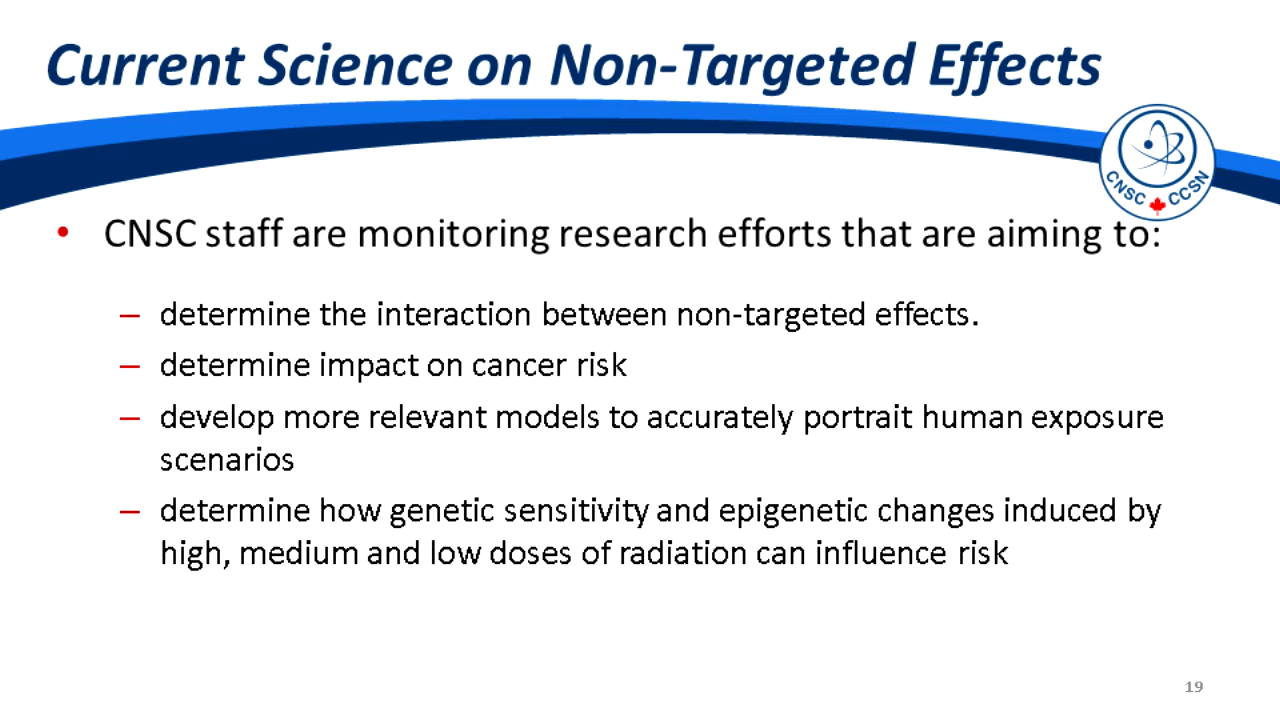 Current Science on Non-Targeted Effects
CNSC CCSN
• CNSC staff are monitoring research efforts that are aiming to:
– determine the interaction between non-targeted effects.
– determine impact on cancer risk
– develop more relevant models to accurately portrait human exposure
scenarios
– determine how genetic sensitivity and epigenetic changes induced by
high, medium and low doses of radiation can influence risk
19